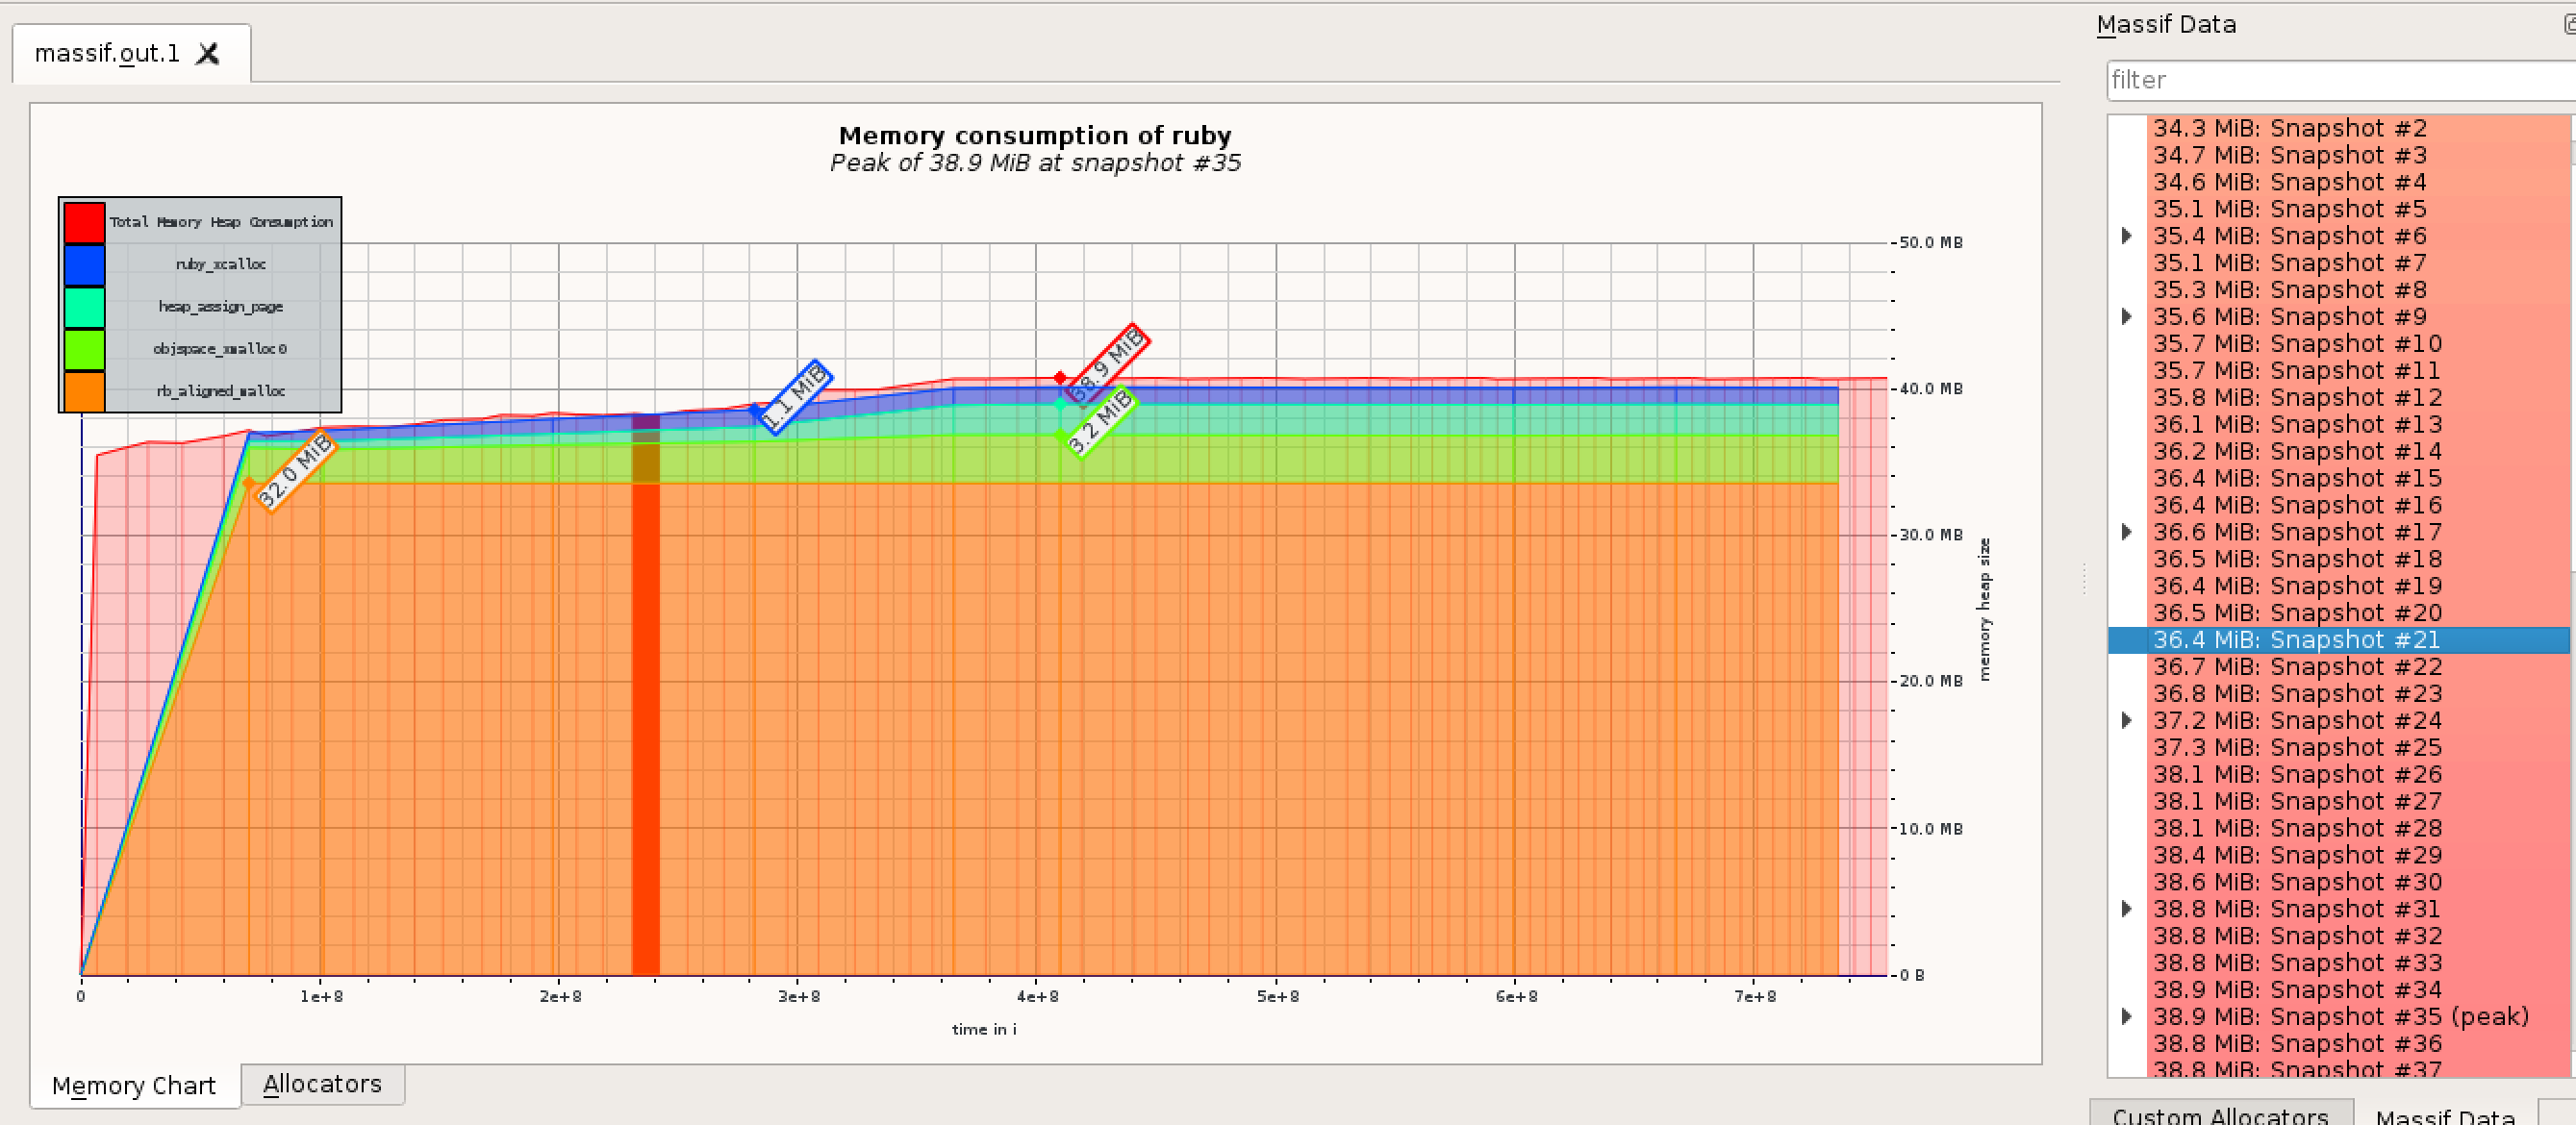 massif.out.1
Memory consumption of ruby
Peak of 38.9 MiB at snapshot #35
Total Memory Heap Consumption
ruby_xcalloc
heap_assign_page
objspace_xmalloc0
rb_aligned_malloc
32.0 MiB
1.1 MiB
38.9 MiB
3.2 MiB
50.0 MB
40.0 MB
30.0 MB
20.0 MB
10.0 MB
0 B
memory heap size
0 1e+8 2e+8 3e+8 4e+8 5e+8 6e+8 7e+8
time in i
Memory Chart Allocators
Massif Data
filter
34.3 MiB: Snapshot #2
34.7 MiB: Snapshot #3
34.6 MiB: Snapshot #4
35.1 MiB: Snapshot #5
35.4 MiB: Snapshot #6
35.1 MiB: Snapshot #7
35.3 MiB: Snapshot #8
35.6 MiB: Snapshot #9
35.7 MiB: Snapshot #10
35.7 MiB: Snapshot #11
35.8 MiB: Snapshot #12
36.1 MiB: Snapshot #13
36.2 MiB: Snapshot #14
36.4 MiB: Snapshot #15
36.4 MiB: Snapshot #16
36.6 MiB: Snapshot #17
36.5 MiB: Snapshot #18
36.4 MiB: Snapshot #19
36.5 MiB: Snapshot #20
36.4 MiB: Snapshot #21
36.7 MiB: Snapshot #22
36.8 MiB: Snapshot #23
37.2 MiB: Snapshot #24
37.3 MiB: Snapshot #25
38.1 MiB: Snapshot #26
38.1 MiB: Snapshot #27
38.1 MiB: Snapshot #28
38.4 MiB: Snapshot #29
38.6 MiB: Snapshot #30
38.8 MiB: Snapshot #31
38.8 MiB: Snapshot #32
38.8 MiB: Snapshot #33
38.9 MiB: Snapshot #34
38.9 MiB: Snapshot #35 (peak)
38.8 MiB: Snapshot #36
38.8 MiB: Snapshot #37
Custom Allocators Massif Data